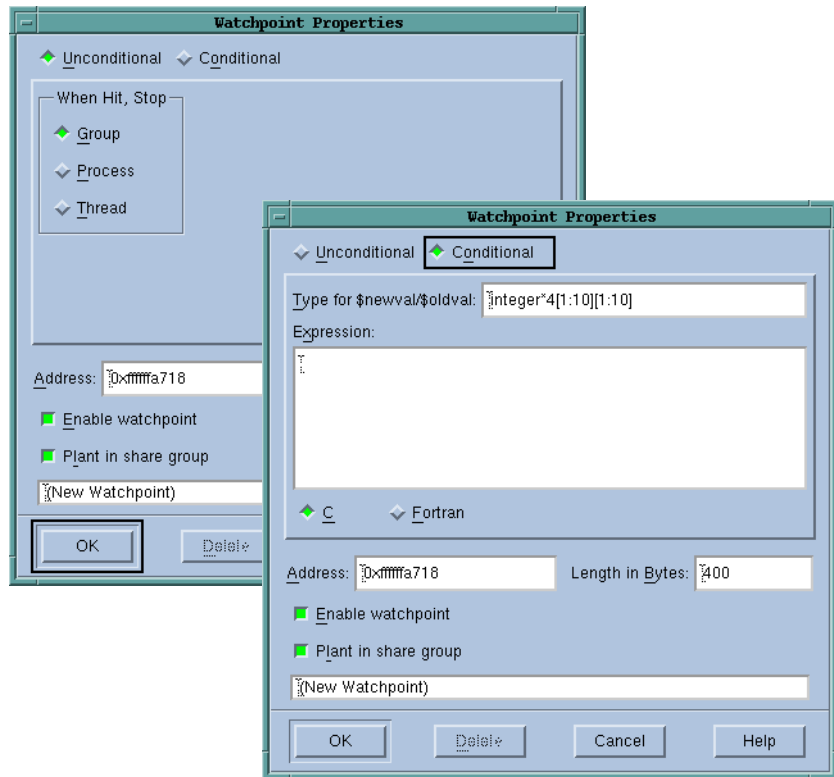 Watchpoint Properties
Unconditional Conditional
When Hit, Stop
Group
Process
Thread
Address: 0xffffffa718
Enable watchpoint
Plant in share group
(New Watchpoint)
OK Delete
Watchpoint Properties
Unconditional Conditional
Type for $newval/$oldval: integer*4[1:10][1:10]
Expression:
C Fortran
Address: 0xffffffa718 Length in Bytes: 400
Enable watchpoint
Plant in share group
(New Watchpoint)
OK Delete Cancel Help